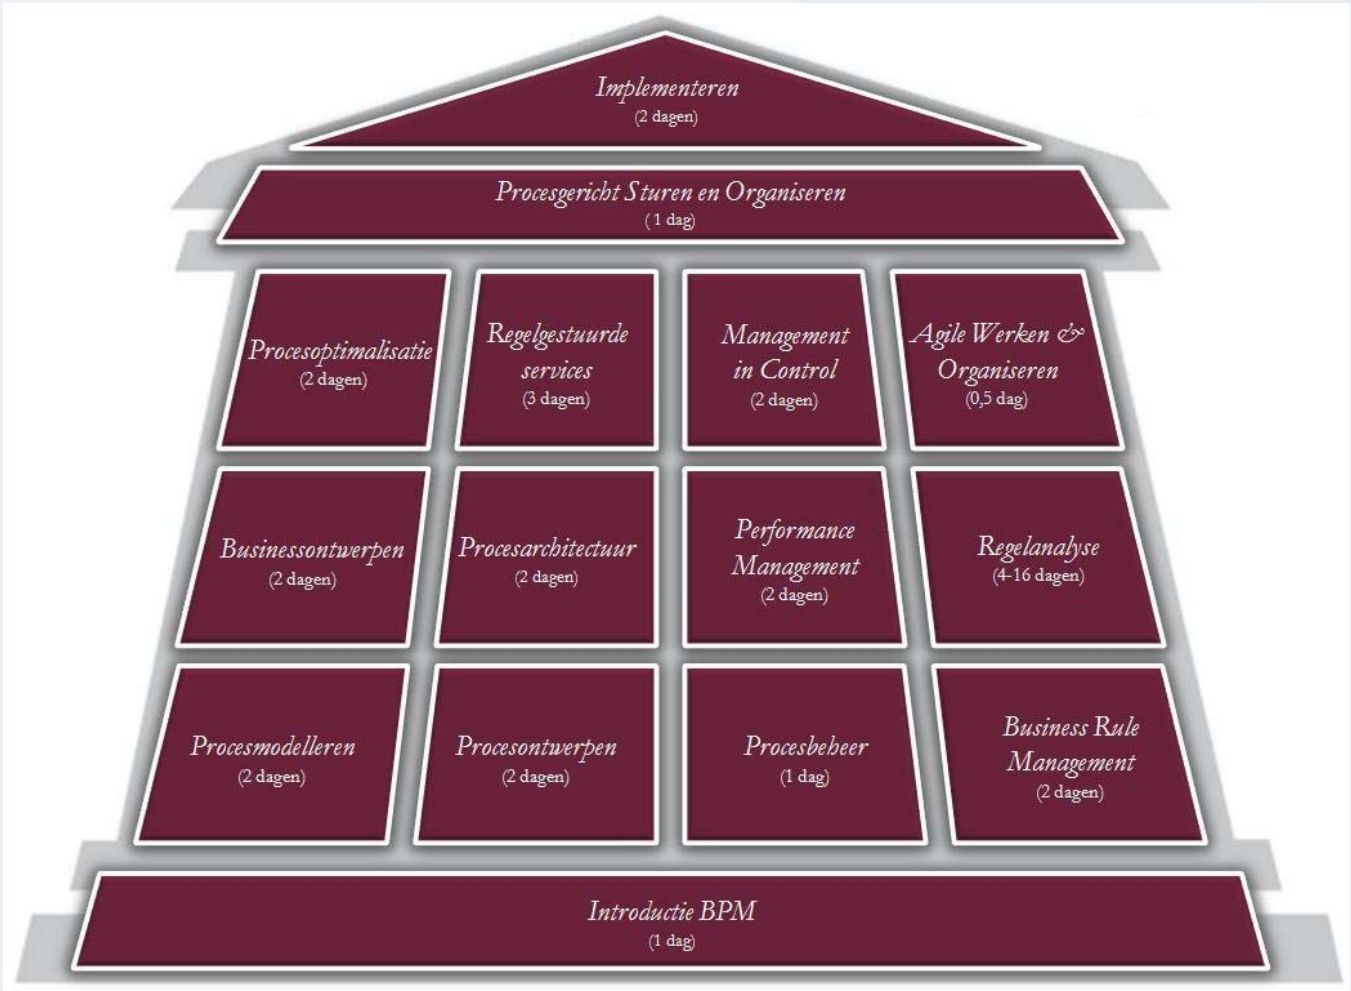 Implementeren
(2 dagen)
Procesgericht Sturen en Organiseren
( 1 dag)
Procesoptimalisatie
(2 dagen)
Regelgestuurde
services
(3 dagen)
Management
in Control
(2 dagen)
Agile Werken &
Organiseren
(0,5 dag)
Businessontwerpen
(2 dagen)
Procesarchitectuur
(2 dagen)
Performance
Management
(2 dagen)
Regelanalyse
(4-16 dagen)
Procesmodelleren
(2 dagen)
Procesontwerpen
(2 dagen)
Procesbeheer
(1 dag)
Business Rule
Management
(2 dagen)
Introductie BPM
(1 dag)